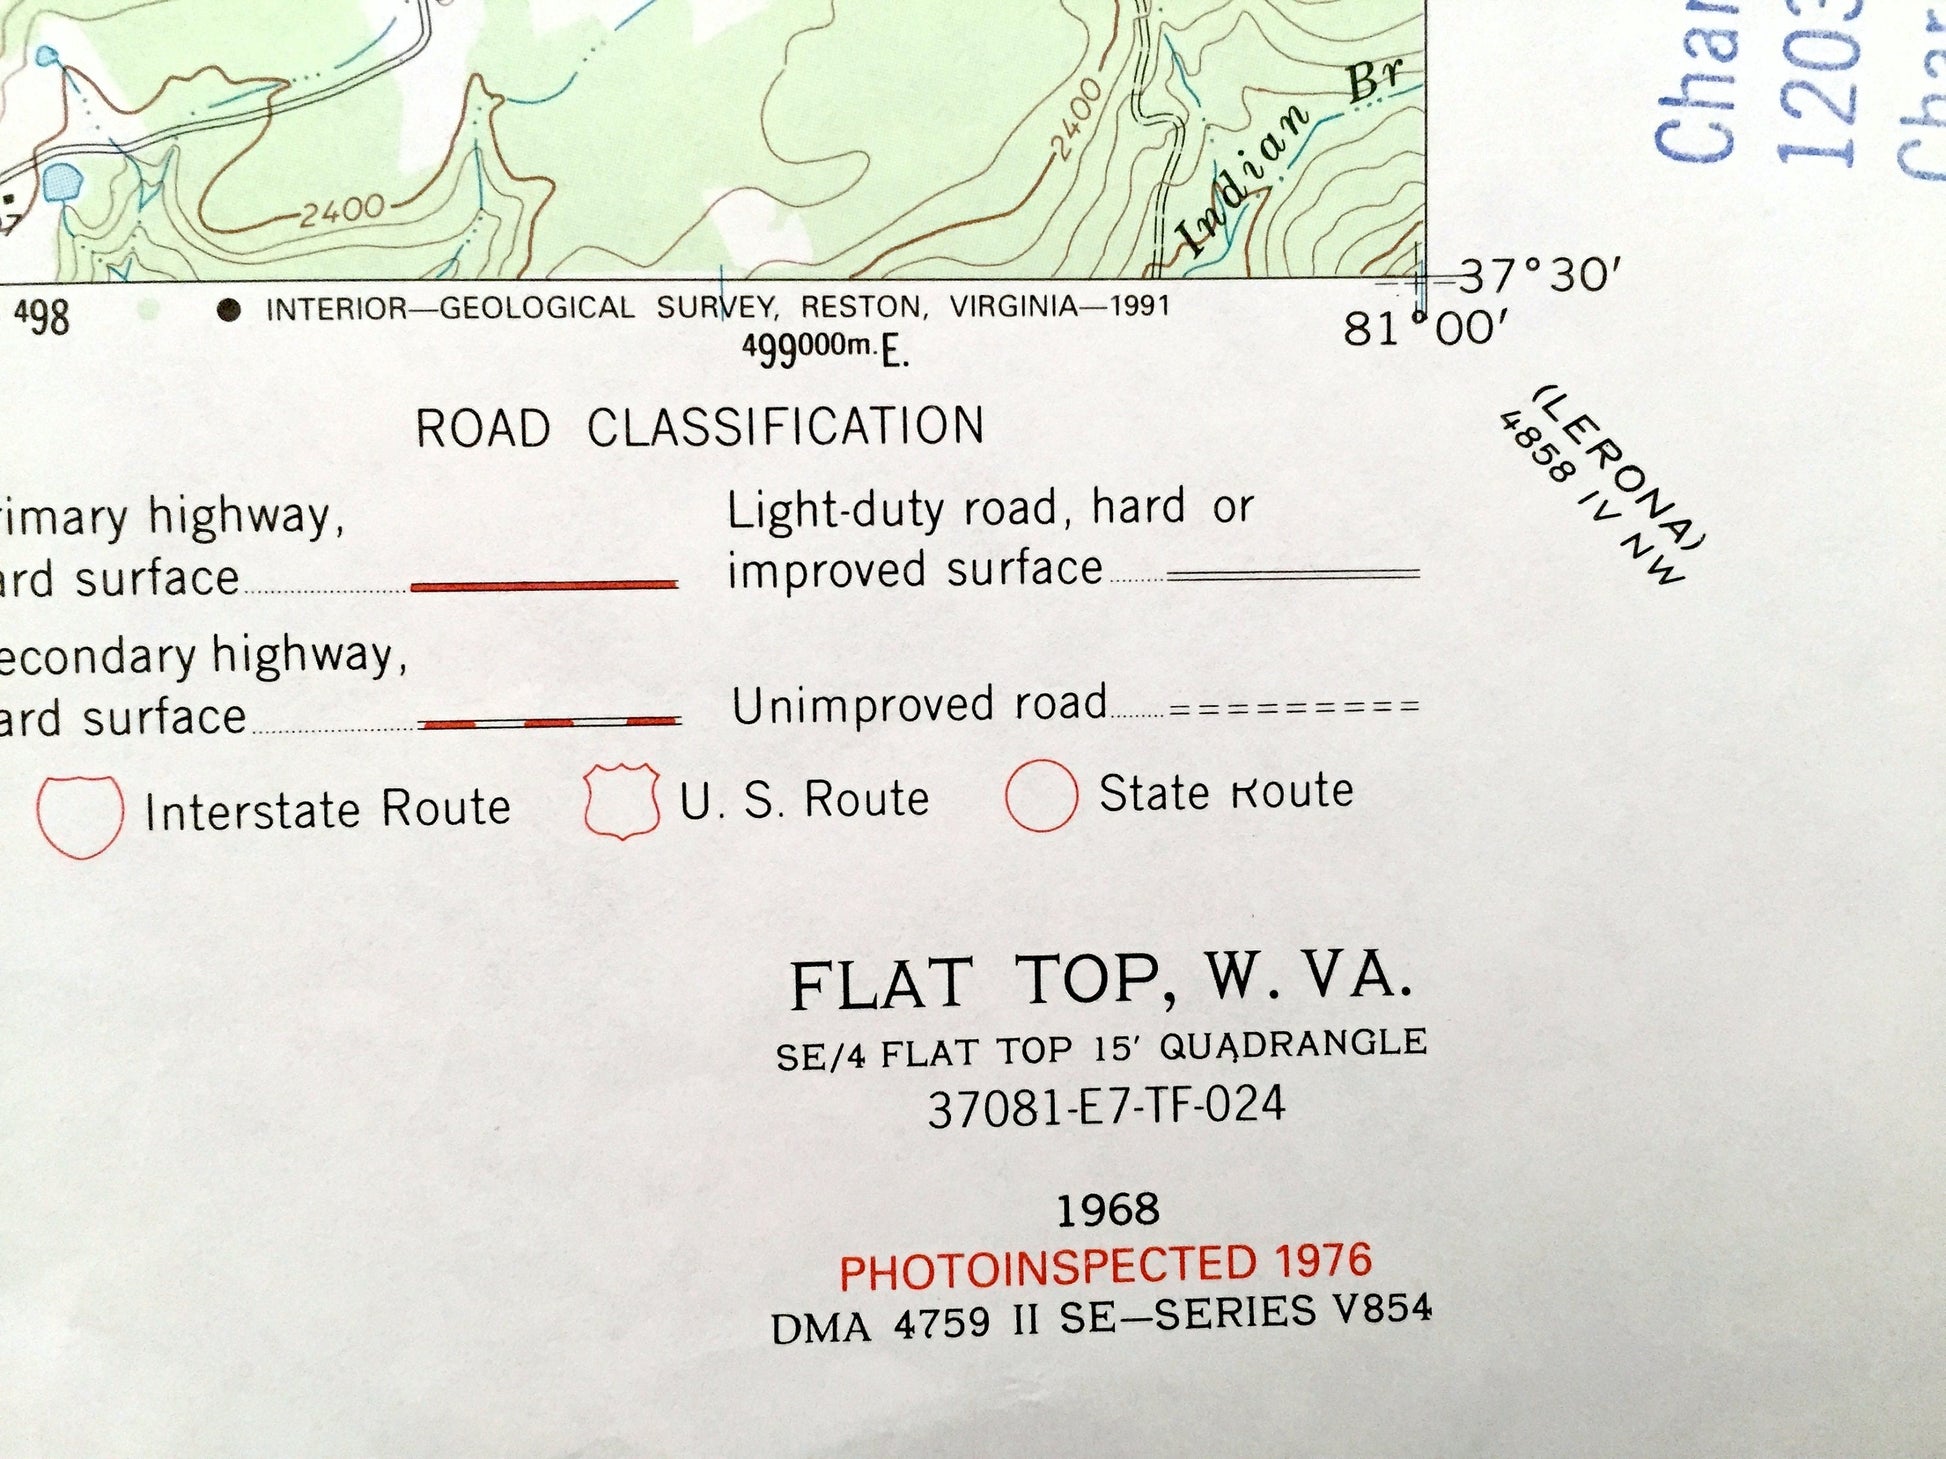 2400
2400
Indian Br
37°30′
81°00′
498
INTERIOR—GEOLOGICAL SURVEY, RESTON, VIRGINIA—1991
499000m.E.
(LERONA)
4858 IV NW
ROAD CLASSIFICATION
rimary highway,
ard surface
Light-duty road, hard or
improved surface
econdary highway,
ard surface
Unimproved road
Interstate Route
U. S. Route
State Route
FLAT TOP, W. VA.
SE/4 FLAT TOP 15′ QUADRANGLE
37081-E7-TF-024
1968
PHOTOINSPECTED 1976
DMA 4759 II SE—SERIES V854
Char
1203